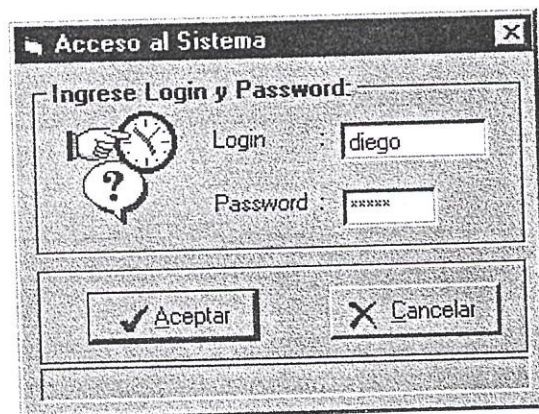 Acceso al Sistema
Ingrese Login y Password:
Login : diego
Password : *****
Aceptar
Cancelar